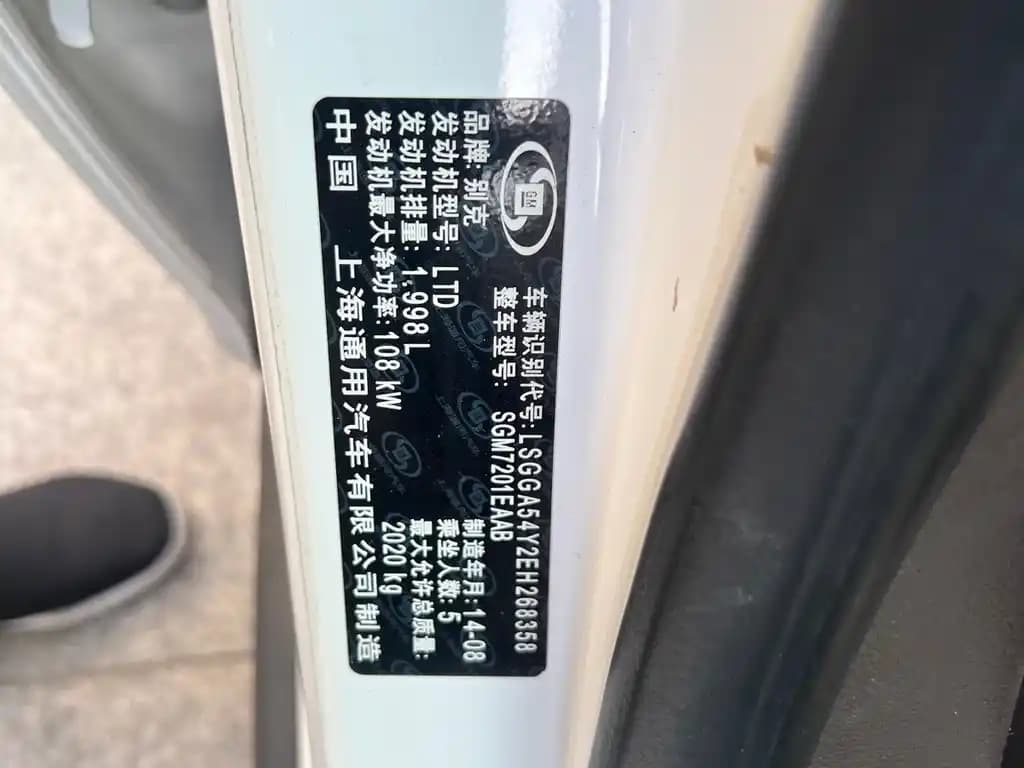 GM
车辆识别代号: LSGGA54Y2EH268358
整车型号: SGM7201EAAB
品牌: 别克
制造年月: 14-08
发动机型号: LTD
乘坐人数: 5
发动机排量: 1.998L
最大允许总质量:
发动机最大净功率: 108 kW
2020 kg
中国 上海通用汽车有限公司制造